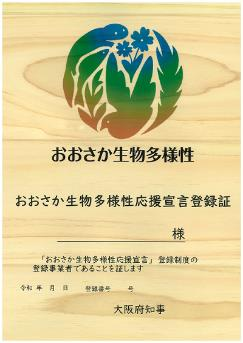 おおさか生物多様性
おおさか生物多様性応援宣言登録証
様
「おおさか生物多様性応援宣言」登録制度の
登録事業者であることを証します
令和 年 月 日 登録番号 号
大阪府知事